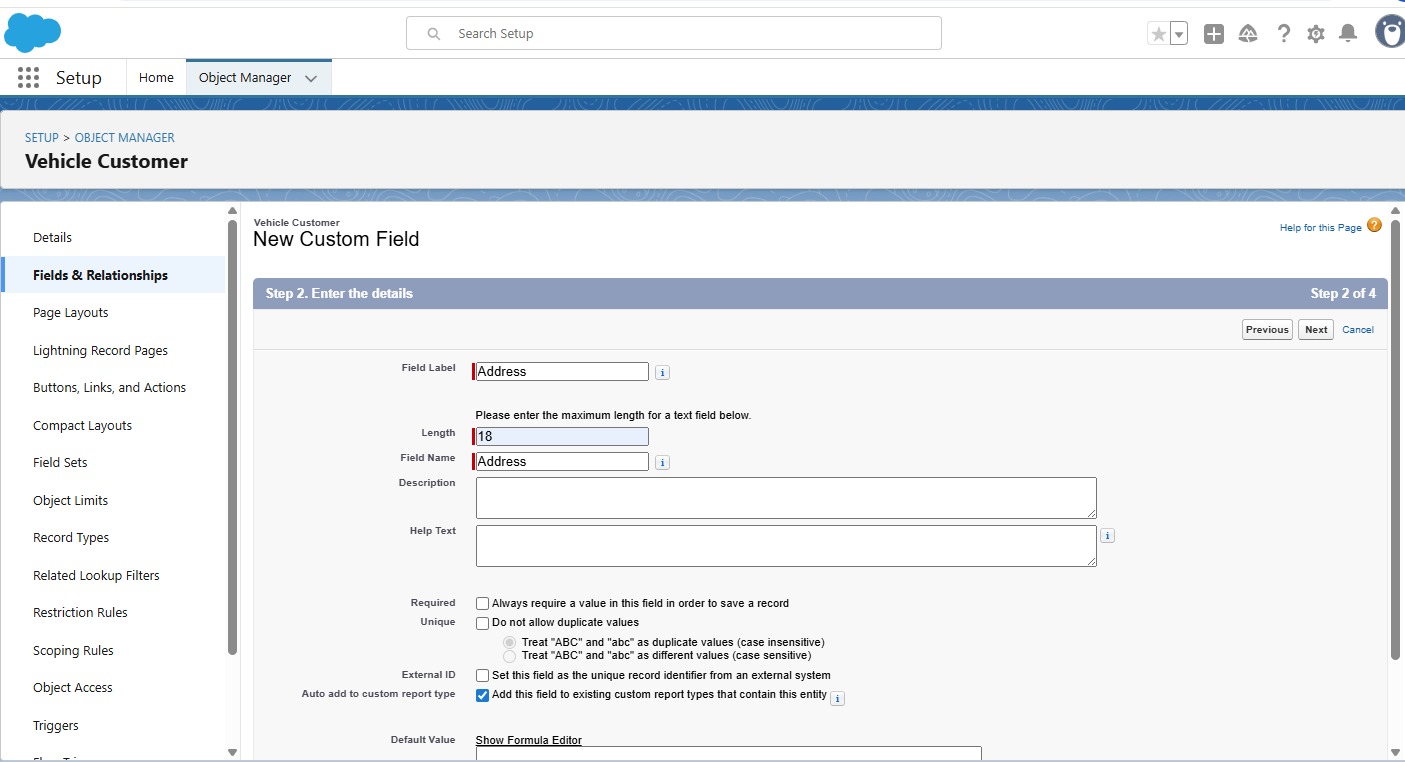 Search Setup
Setup
Home
Object Manager
SETUP > OBJECT MANAGER
Vehicle Customer
Details
Fields & Relationships
Page Layouts
Lightning Record Pages
Buttons, Links, and Actions
Compact Layouts
Field Sets
Object Limits
Record Types
Related Lookup Filters
Restriction Rules
Scoping Rules
Object Access
Triggers
Vehicle Customer
New Custom Field
Help for this Page
Step 2. Enter the details Step 2 of 4
Previous Next Cancel
Field Label Address
Please enter the maximum length for a text field below.
Length 18
Field Name Address
Description
Help Text
Required Always require a value in this field in order to save a record
Unique Do not allow duplicate values
Treat "ABC" and "abc" as duplicate values (case insensitive)
Treat "ABC" and "abc" as different values (case sensitive)
External ID Set this field as the unique record identifier from an external system
Auto add to custom report type Add this field to existing custom report types that contain this entity
Default Value Show Formula Editor